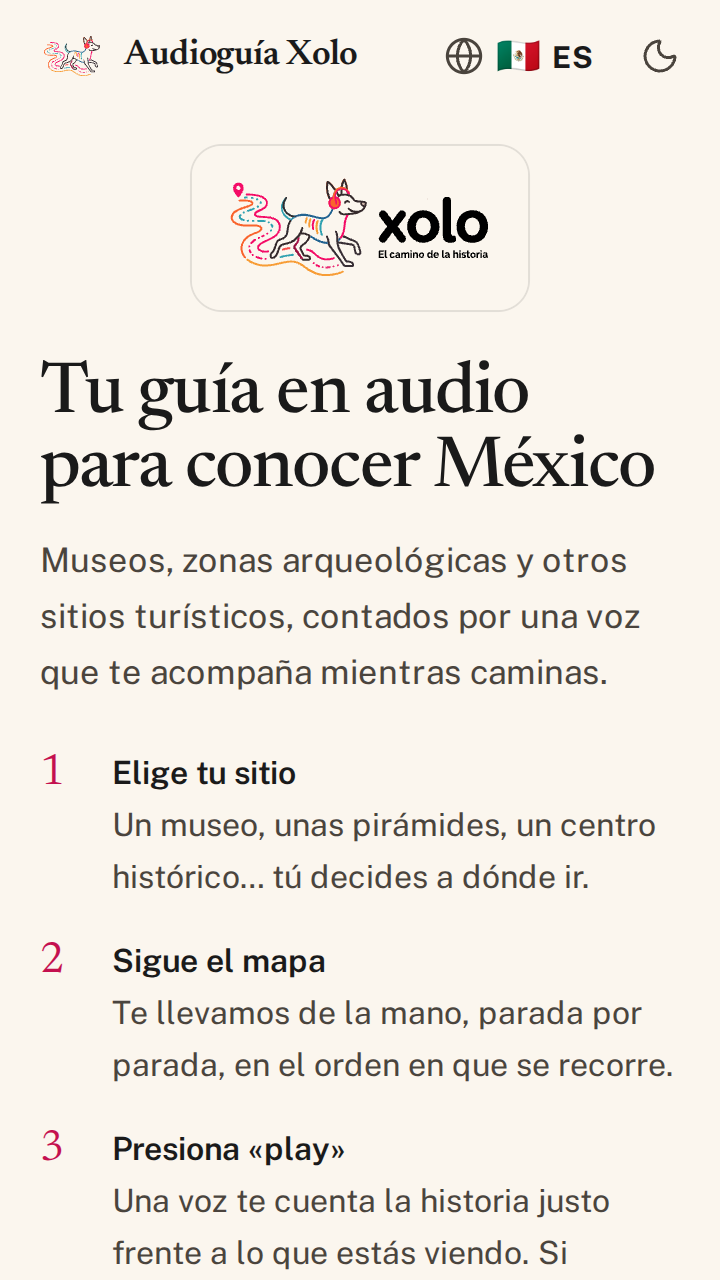 Audioguía Xolo
ES
xolo
El camino de la historia
Tu guía en audio
para conocer México
Museos, zonas arqueológicas y otros
sitios turísticos, contados por una voz
que te acompaña mientras caminas.
1
Elige tu sitio
Un museo, unas pirámides, un centro
histórico... tú decides a dónde ir.
2
Sigue el mapa
Te llevamos de la mano, parada por
parada, en el orden en que se recorre.
3
Presiona «play»
Una voz te cuenta la historia justo
frente a lo que estás viendo. Si